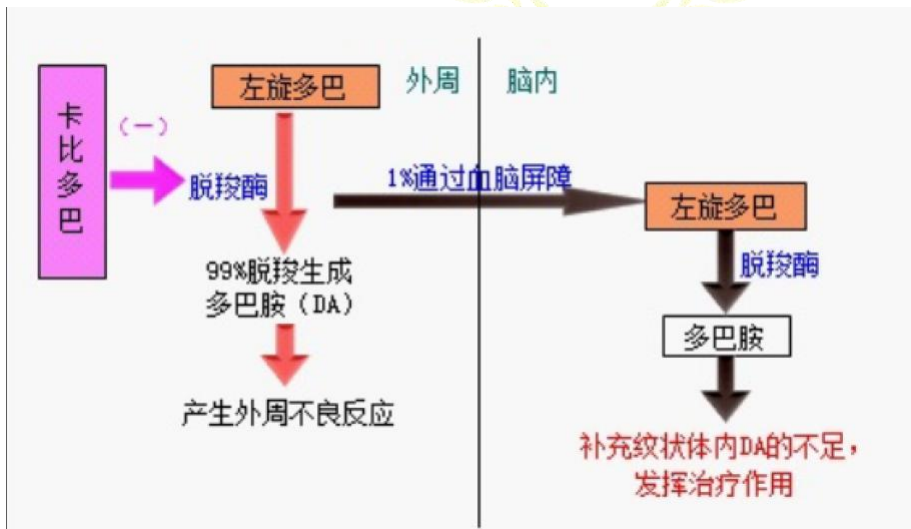 卡比多巴
（一）
左旋多巴
外周
脑内
脱羧酶
1%通过血脑屏障
99%脱羧生成
多巴胺（DA）
产生外周不良反应
左旋多巴
脱羧酶
多巴胺
补充纹状体内DA的不足，
发挥治疗作用